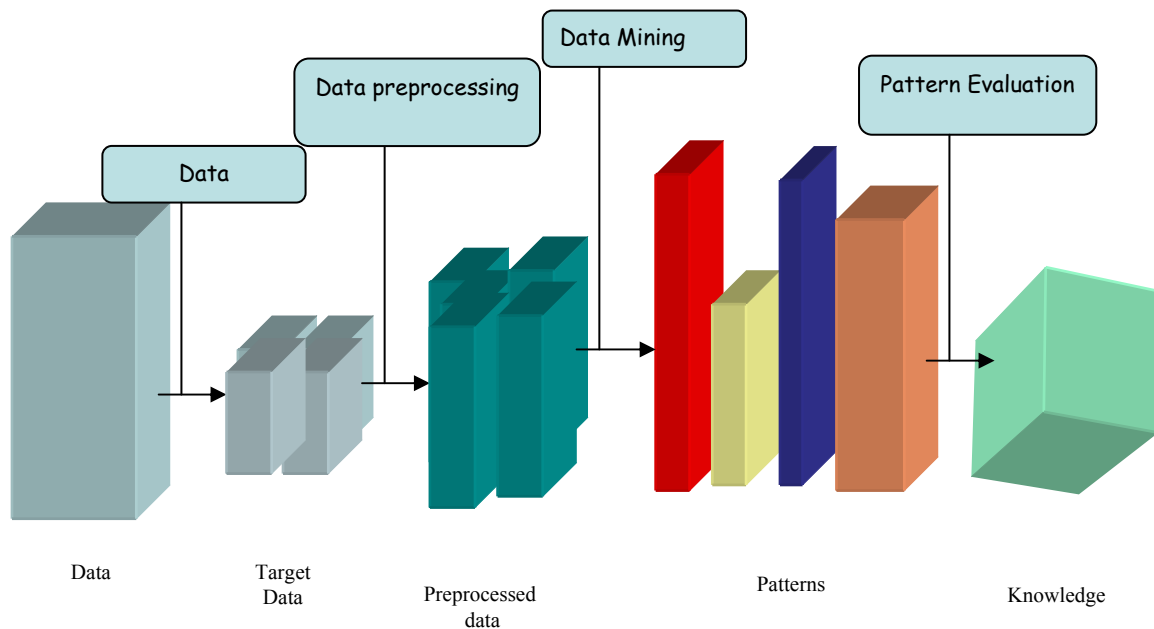 Data Mining
Data preprocessing
Pattern Evaluation
Data
Data
Target
Data
Preprocessed
data
Patterns
Knowledge